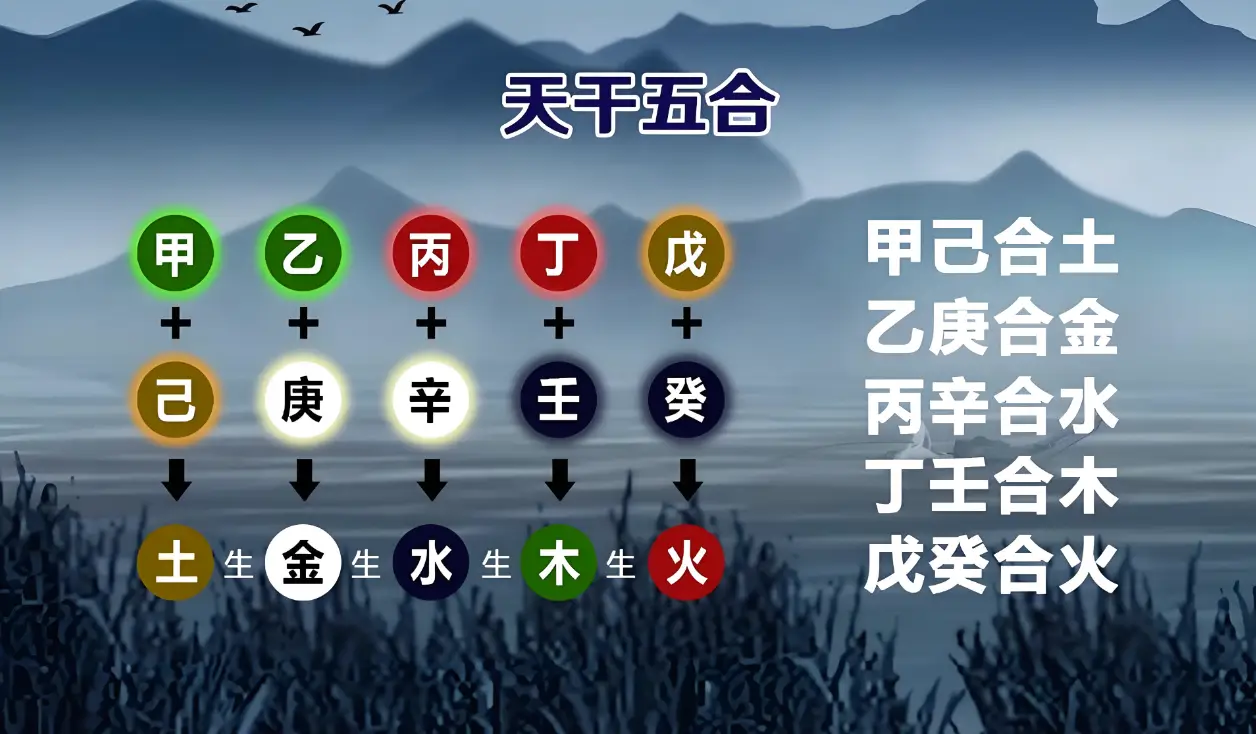 天干五合
甲 乙 丙 丁 戊
+ + + + +
己 庚 辛 壬 癸
土 生 金 生 水 生 木 生 火
甲己合土
乙庚合金
丙辛合水
丁壬合木
戊癸合火